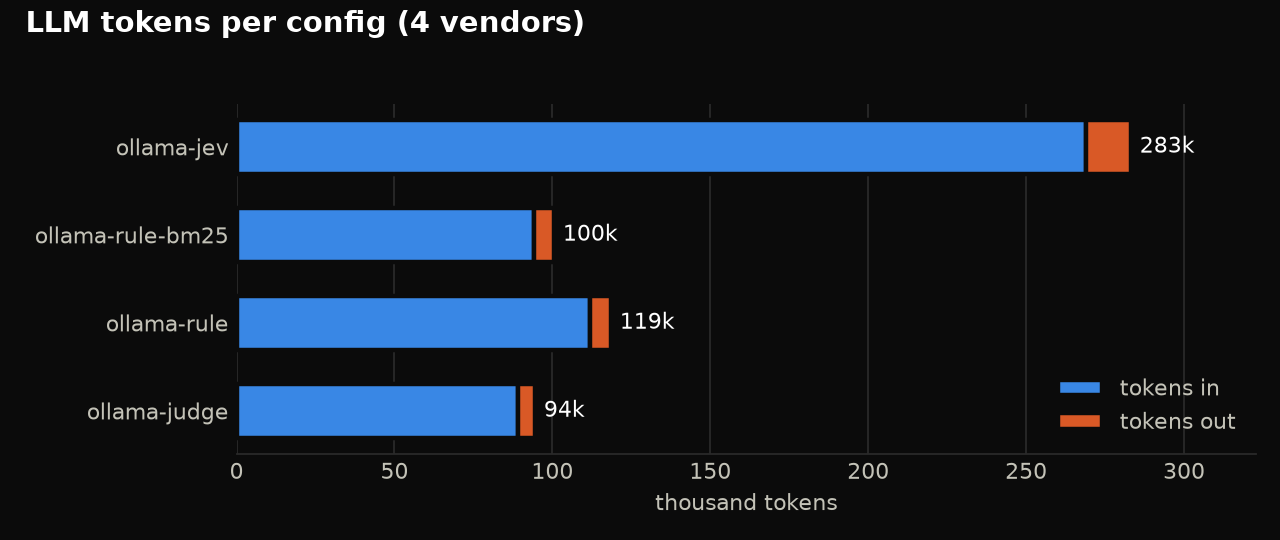 LLM tokens per config (4 vendors)
ollama-jev
283k
ollama-rule-bm25
100k
ollama-rule
119k
ollama-judge
94k
tokens in
tokens out
0 50 100 150 200 250 300
thousand tokens